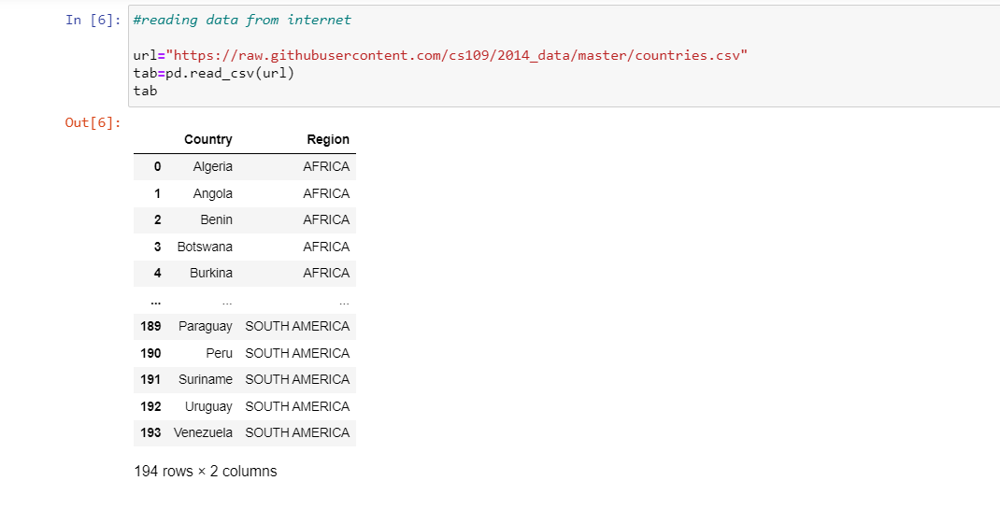 In [6]: #reading data from internet
url="https://raw.githubusercontent.com/cs109/2014_data/master/countries.csv"
tab=pd.read_csv(url)
tab
Out[6]:
Country Region
0 Algeria AFRICA
1 Angola AFRICA
2 Benin AFRICA
3 Botswana AFRICA
4 Burkina AFRICA
... ... ...
189 Paraguay SOUTH AMERICA
190 Peru SOUTH AMERICA
191 Suriname SOUTH AMERICA
192 Uruguay SOUTH AMERICA
193 Venezuela SOUTH AMERICA
194 rows × 2 columns